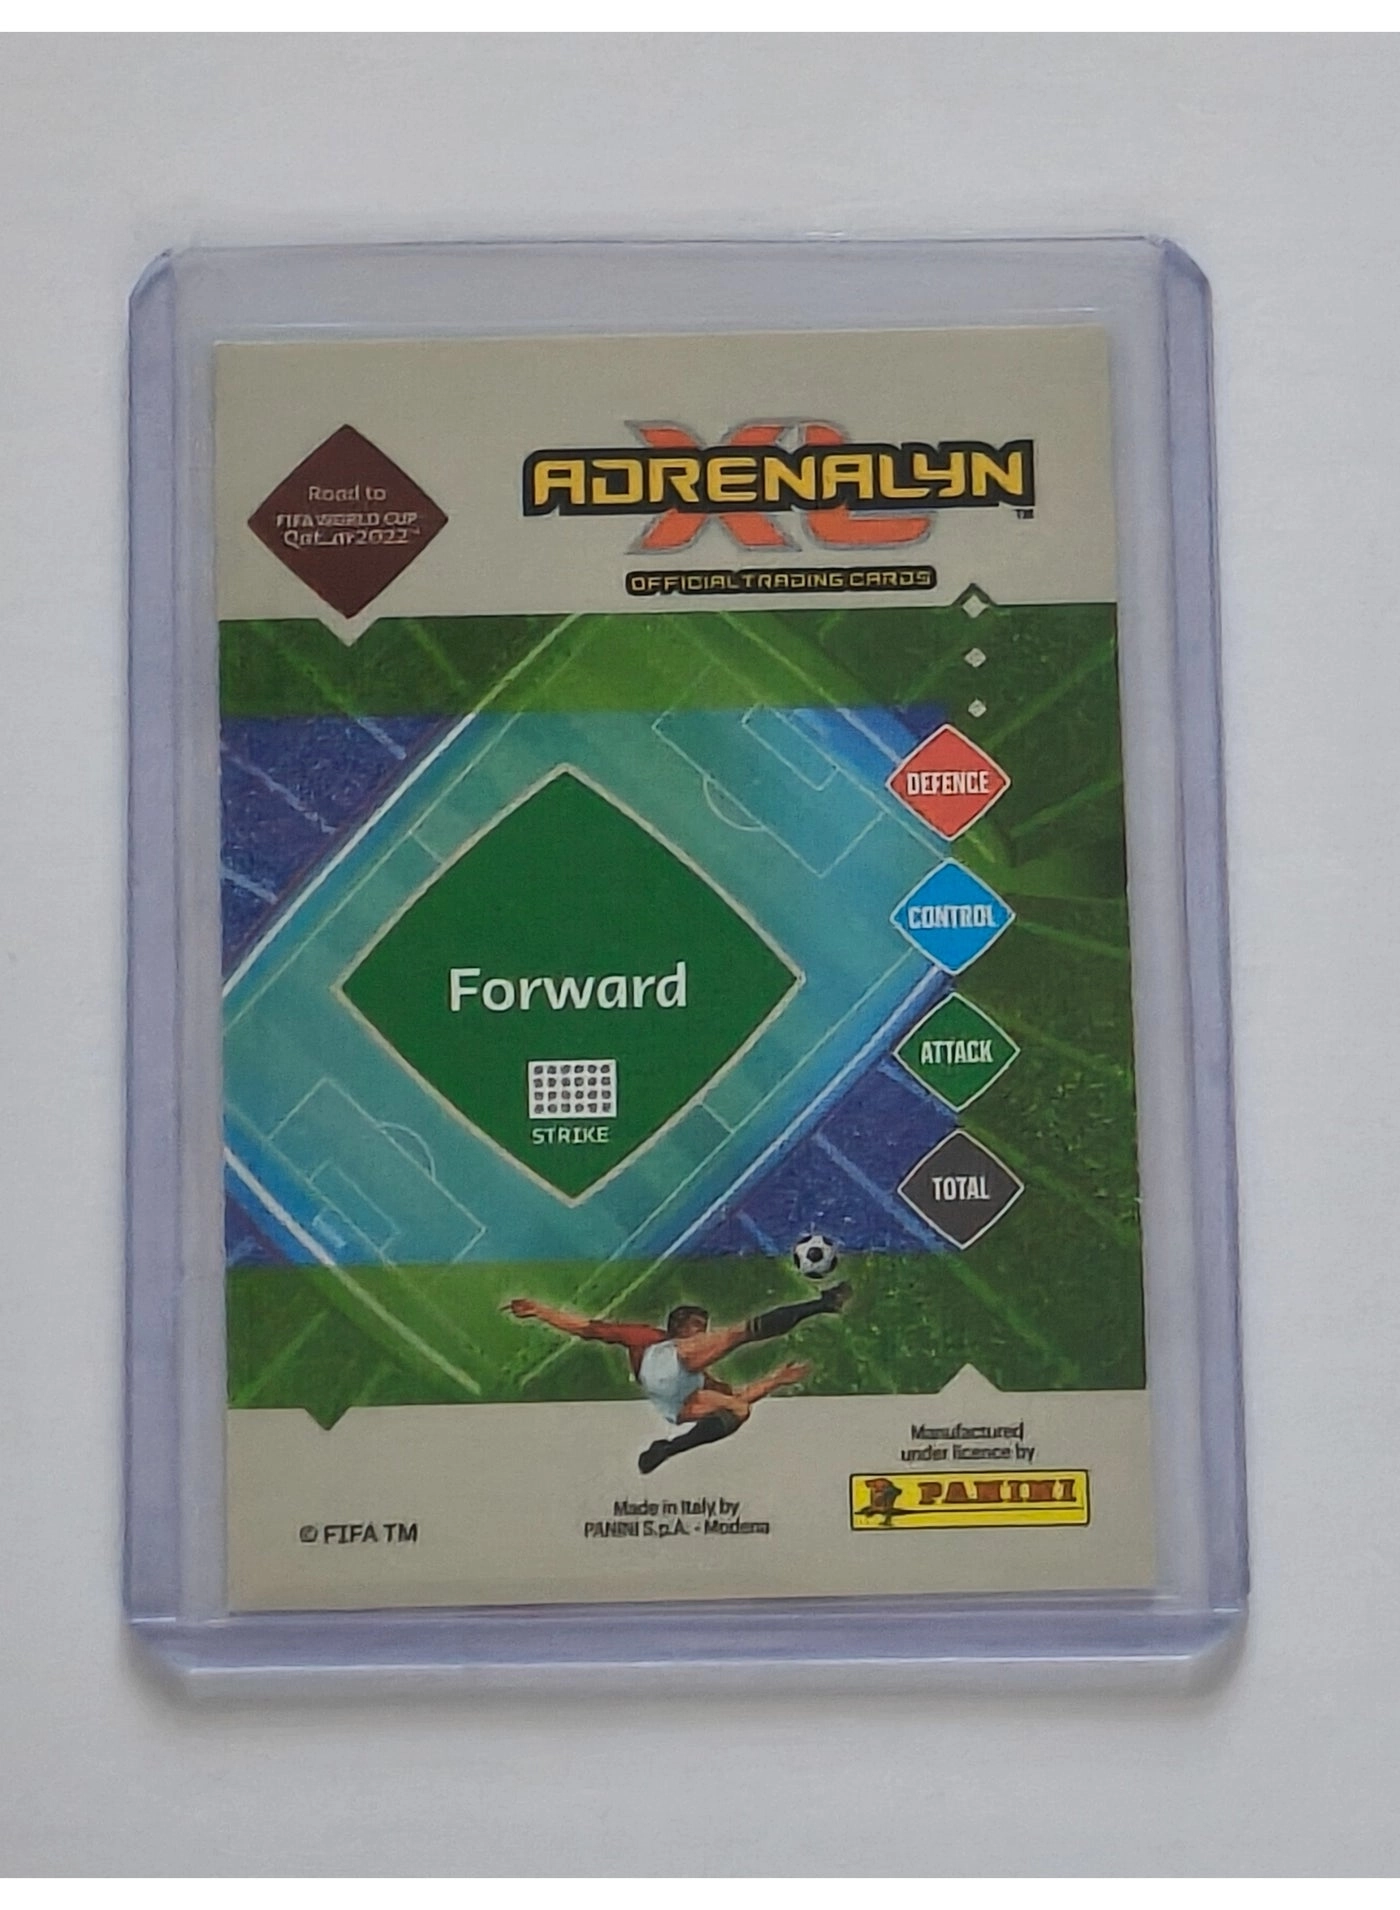 Road to
FIFA WORLD CUP
Qatar2022™
XL
ADRENALYN
™
OFFICIAL TRADING CARDS
DEFENCE
CONTROL
Forward
ATTACK
STRIKE
TOTAL
Manufactured
under licence by
PANINI
Made in Italy by
PANINI S.p.A. - Modena
© FIFA TM